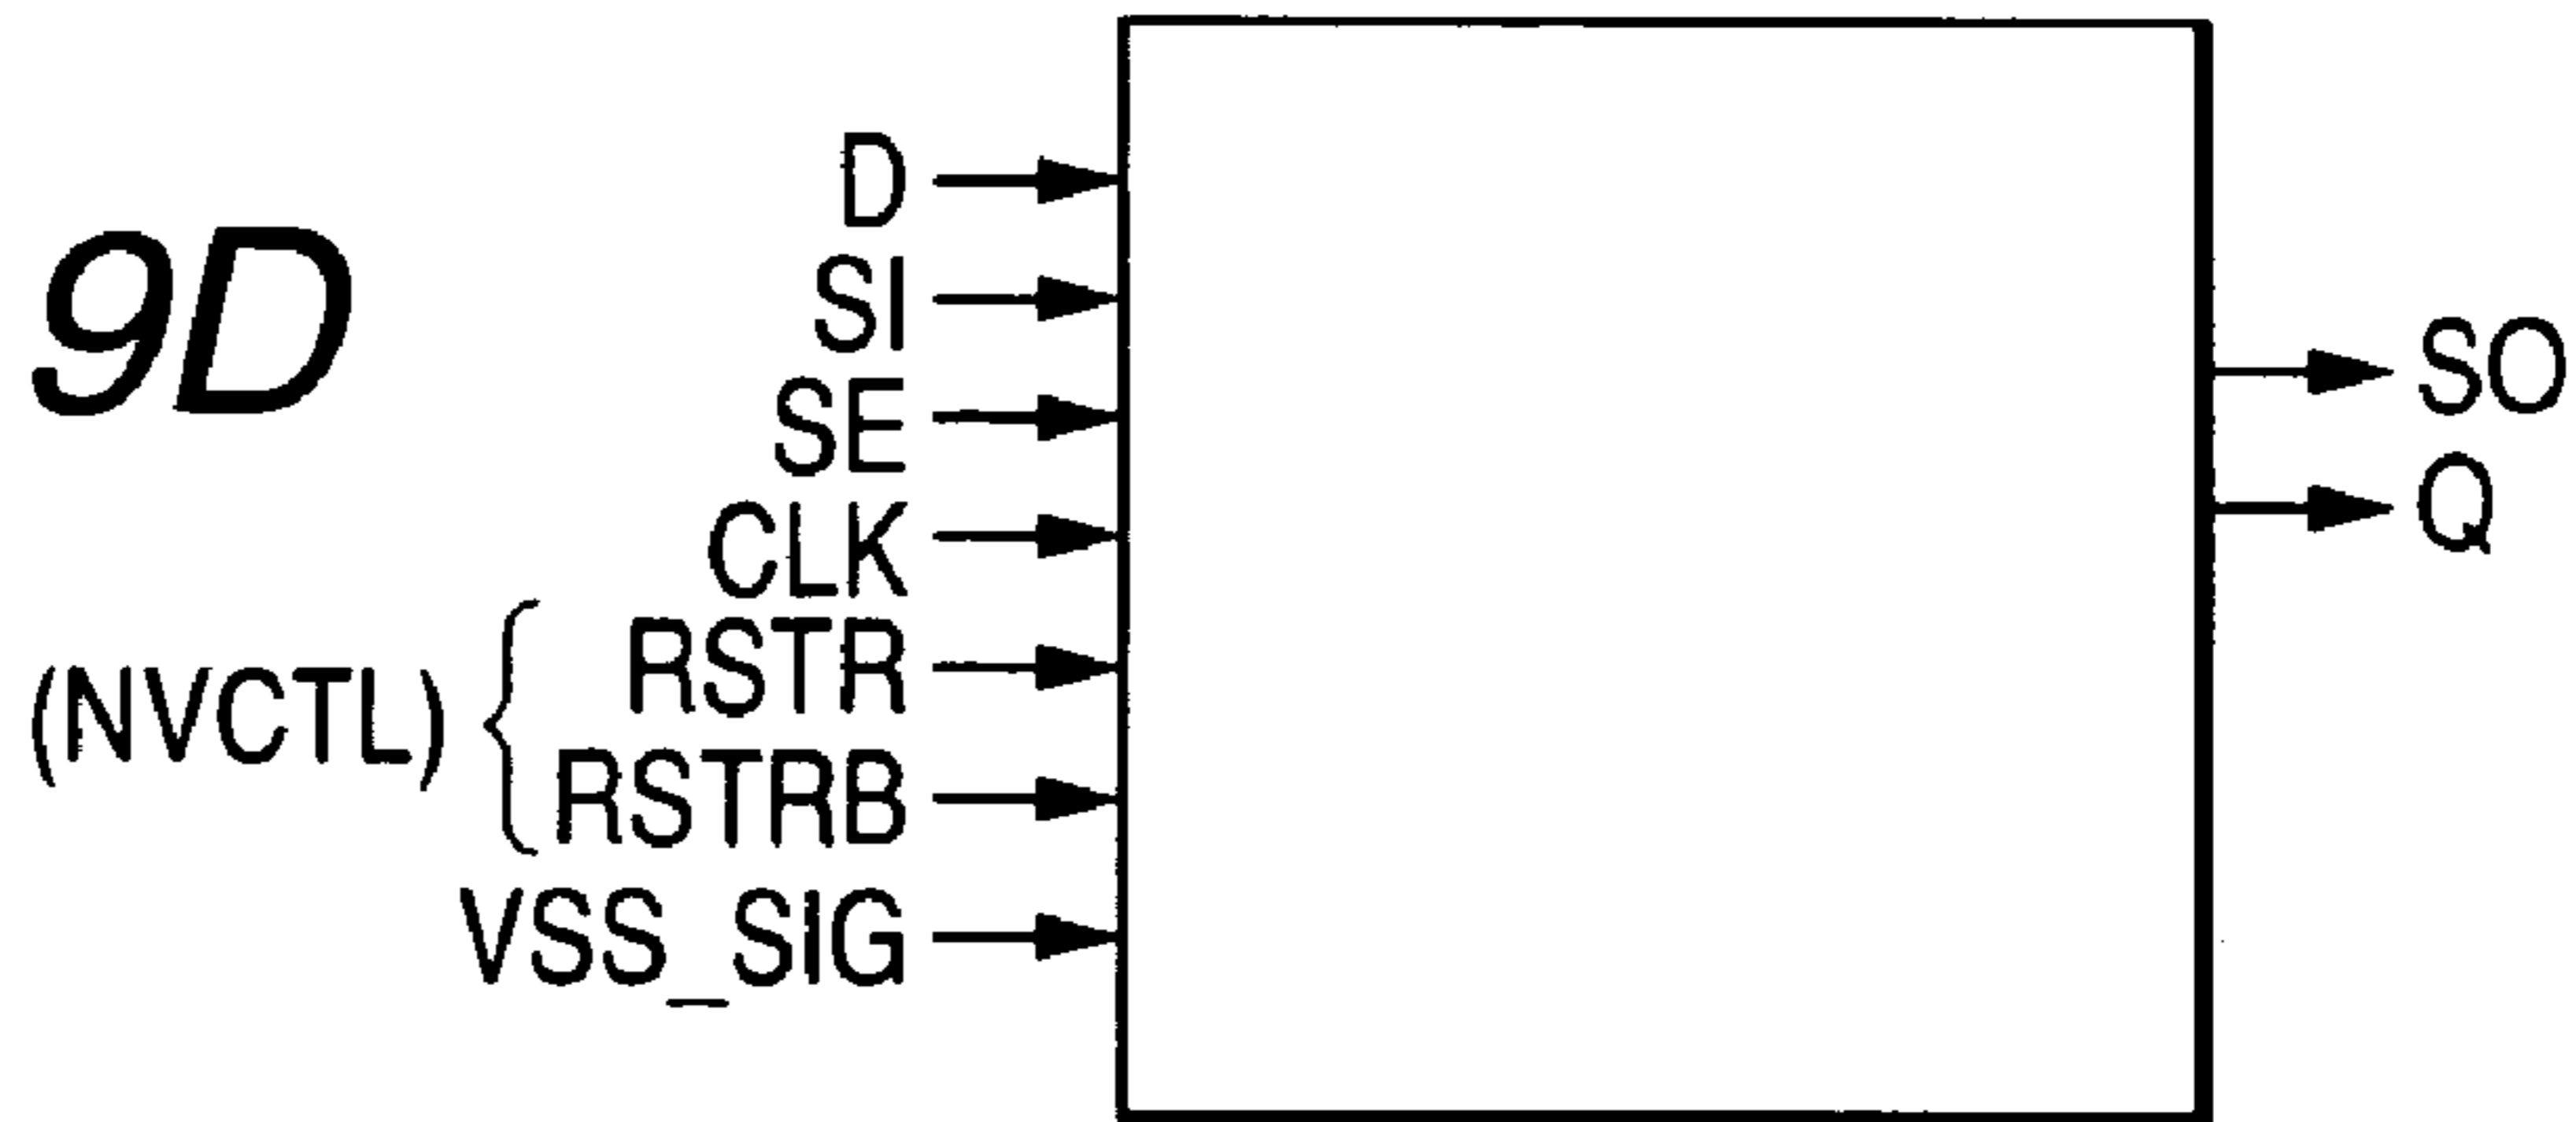 9D
D
SI
SE
CLK
(NVCTL)
RSTR
RSTRB
VSS_SIG
SO
Q